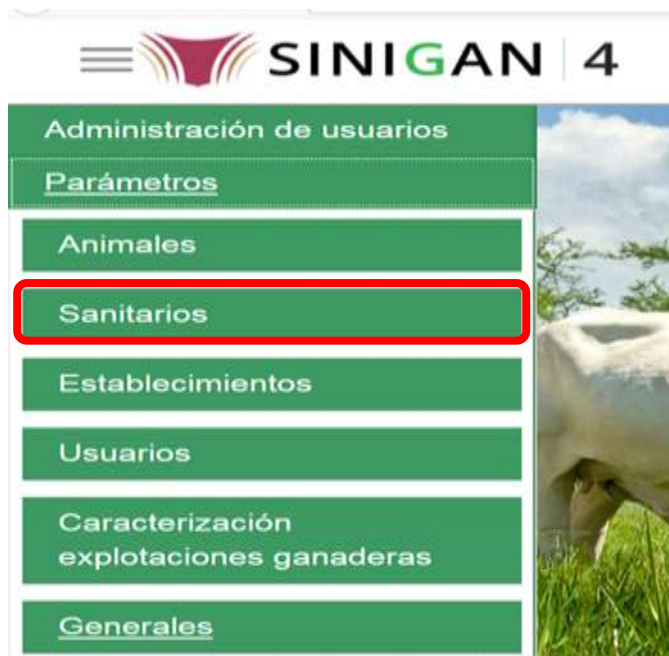 SINIGAN 4
Administración de usuarios
Parámetros
Animales
Sanitarios
Establecimientos
Usuarios
Caracterización
explotaciones ganaderas
Generales